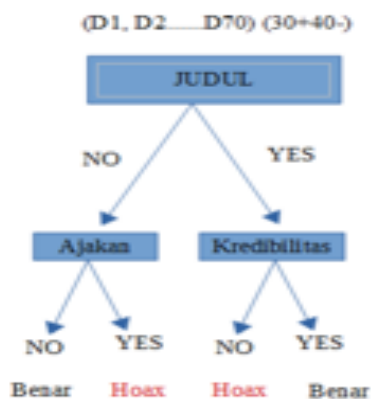 (D1, D2......D70) (30+40-)
JUDUL
NO YES
Ajakan Kredibilitas
NO YES NO YES
Benar Hoax Hoax Benar